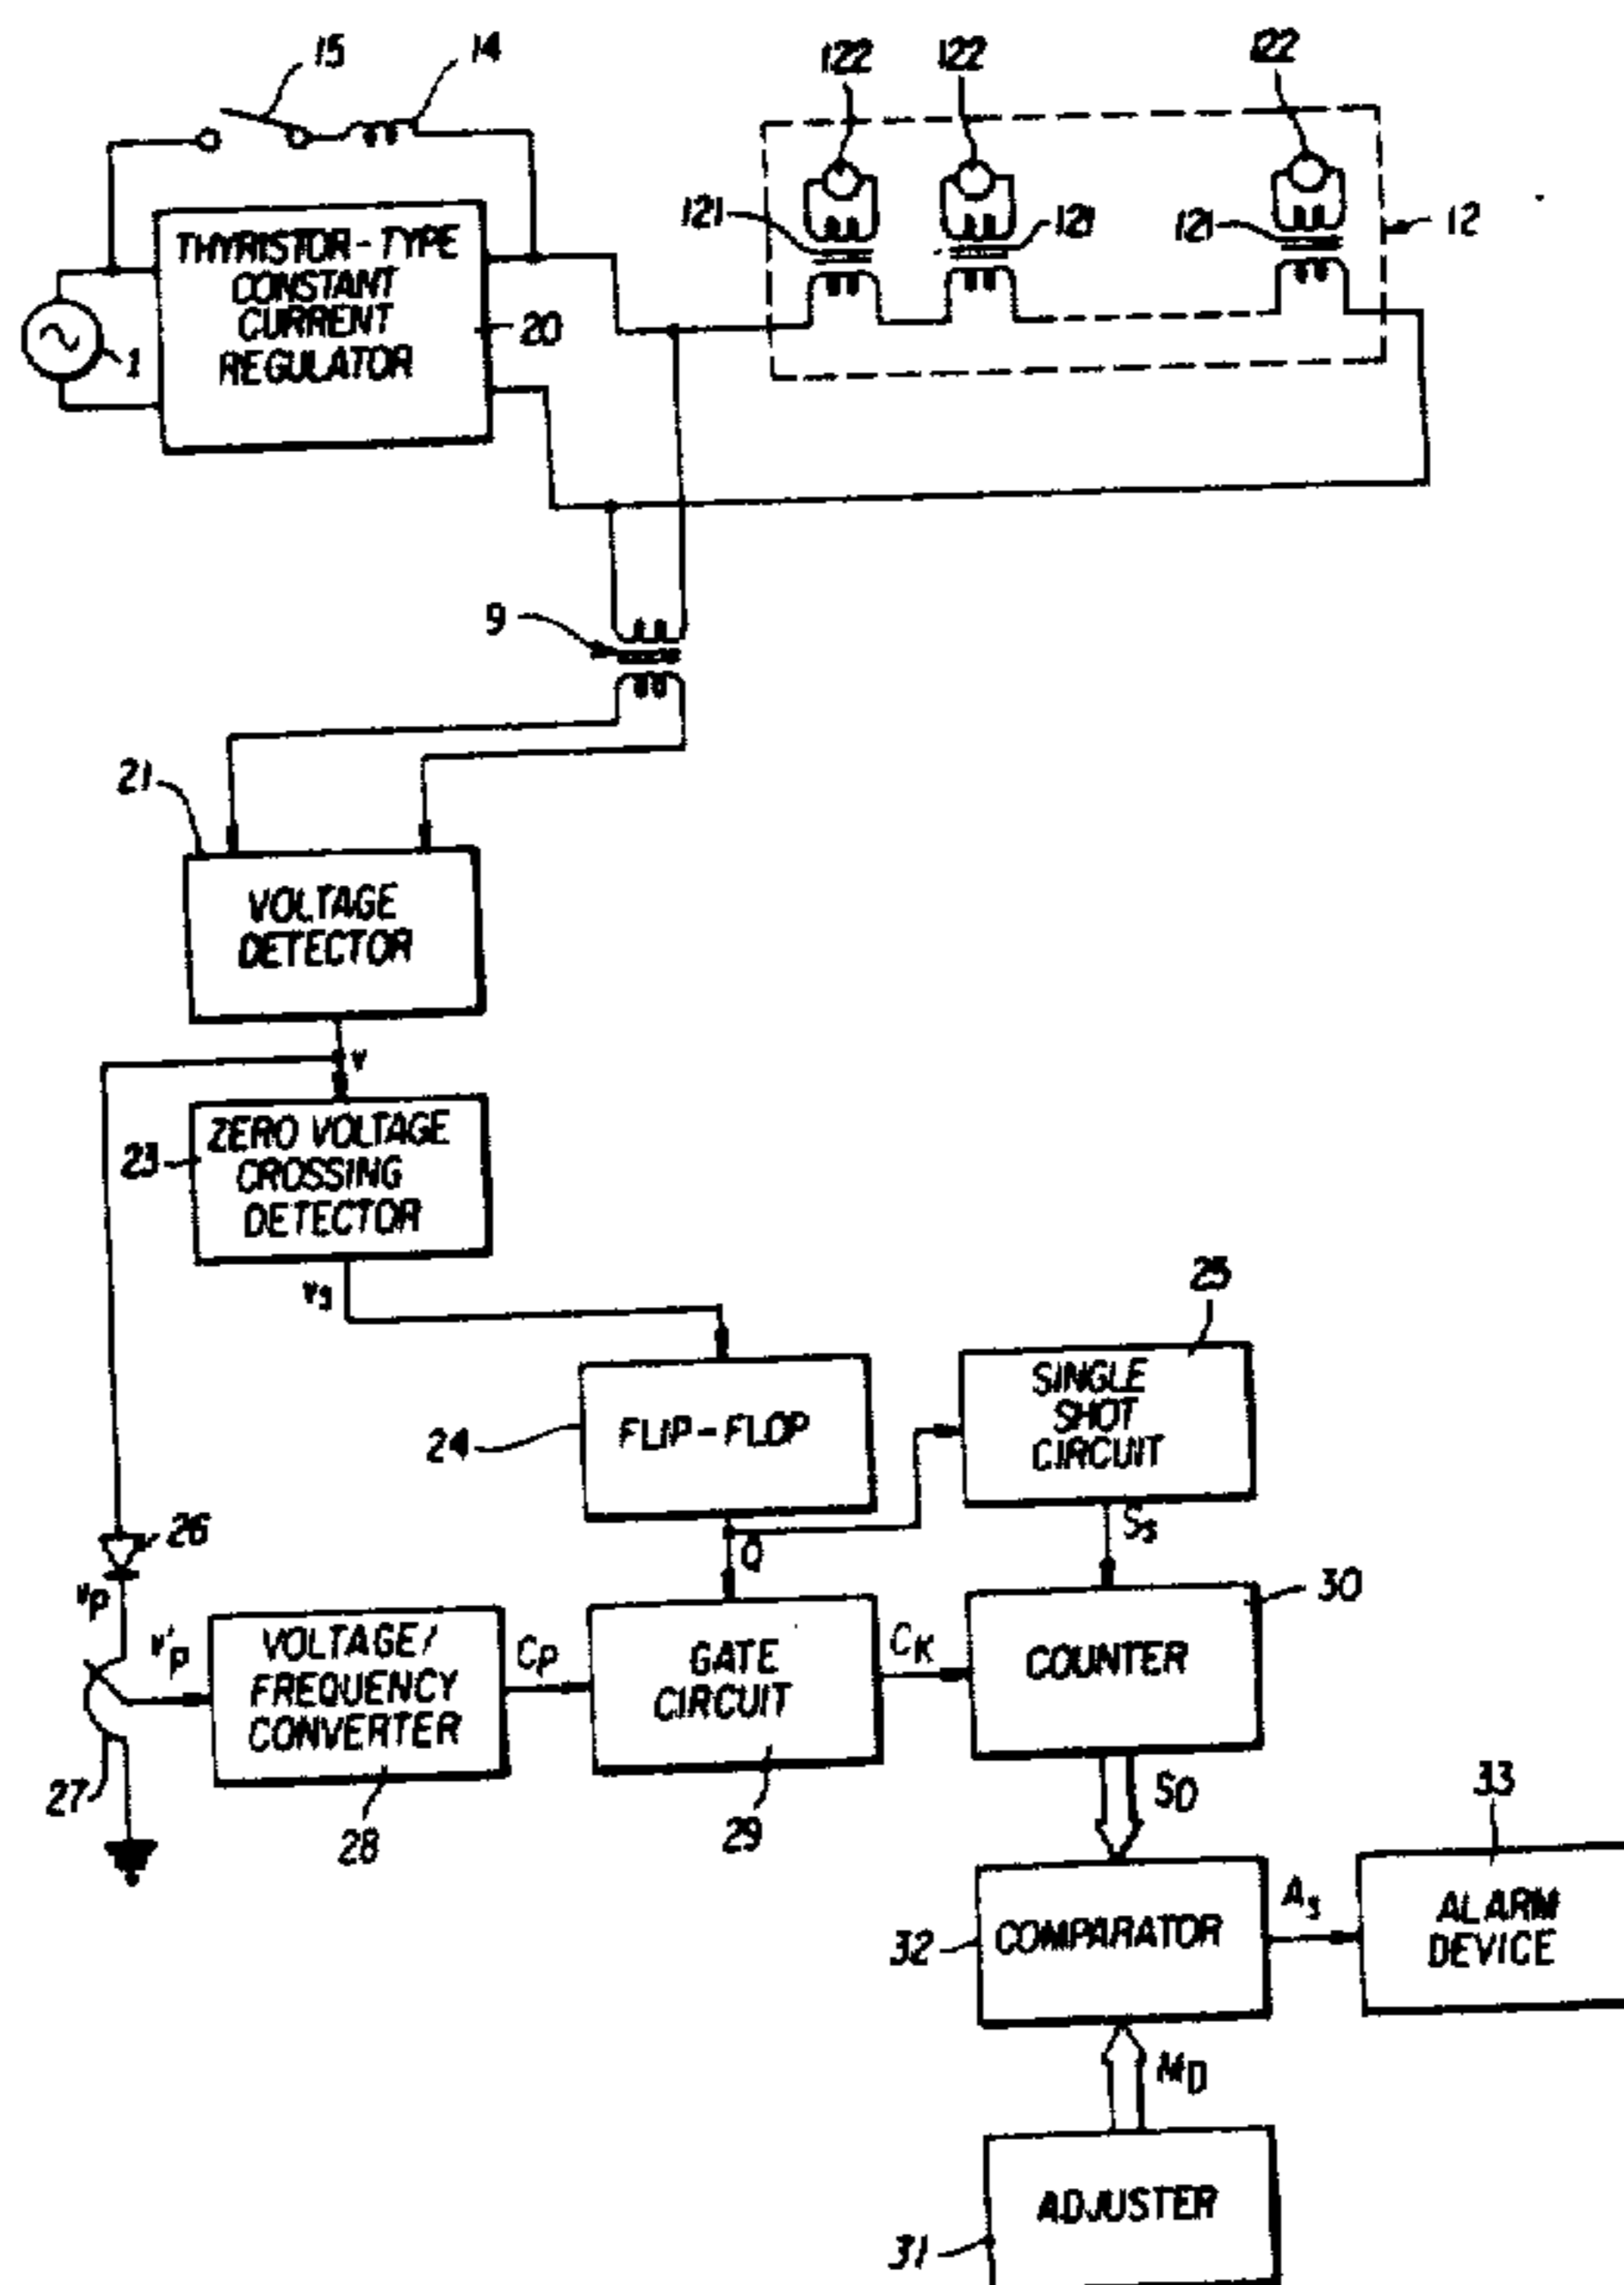 15
14
122
122
122
121
121
121
12
THYRISTOR-TYPE
CONSTANT
CURRENT
REGULATOR
20
1
9
21
VOLTAGE
DETECTOR
v
23
ZERO VOLTAGE
CROSSING
DETECTOR
vs
25
24
FLIP-FLOP
SINGLE
SHOT
CIRCUIT
Q
Ss
26
vp
v'p
VOLTAGE/
FREQUENCY
CONVERTER
CP
GATE
CIRCUIT
CK
COUNTER
30
27
28
29
SD
33
32
COMPARATOR
As
ALARM
DEVICE
MD
ADJUSTER
31